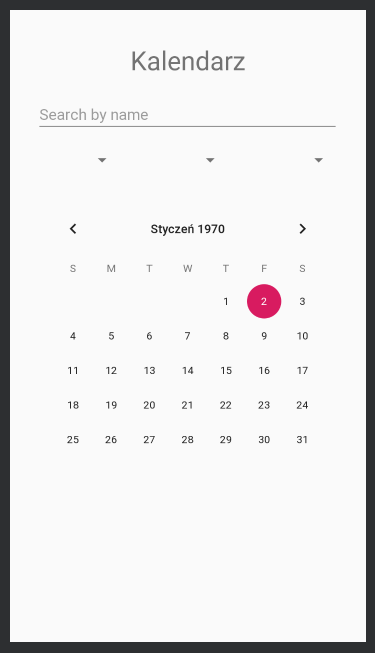 Kalendarz
Search by name
Styczeń 1970
S M T W T F S
1 2 3
4 5 6 7 8 9 10
11 12 13 14 15 16 17
18 19 20 21 22 23 24
25 26 27 28 29 30 31